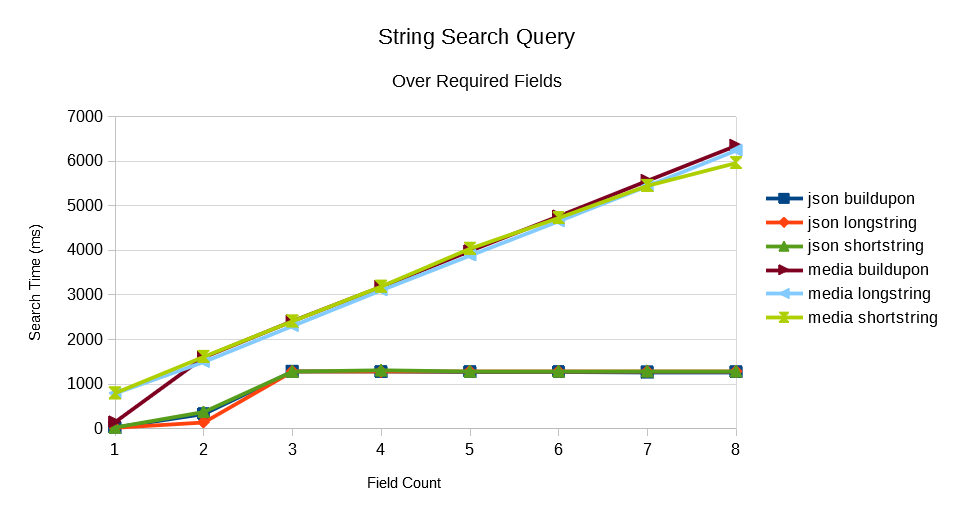 String Search Query
Over Required Fields
7000
6000
5000
4000
3000
2000
1000
0
Search Time (ms)
1 2 3 4 5 6 7 8
Field Count
json buildupon
json longstring
json shortstring
media buildupon
media longstring
media shortstring